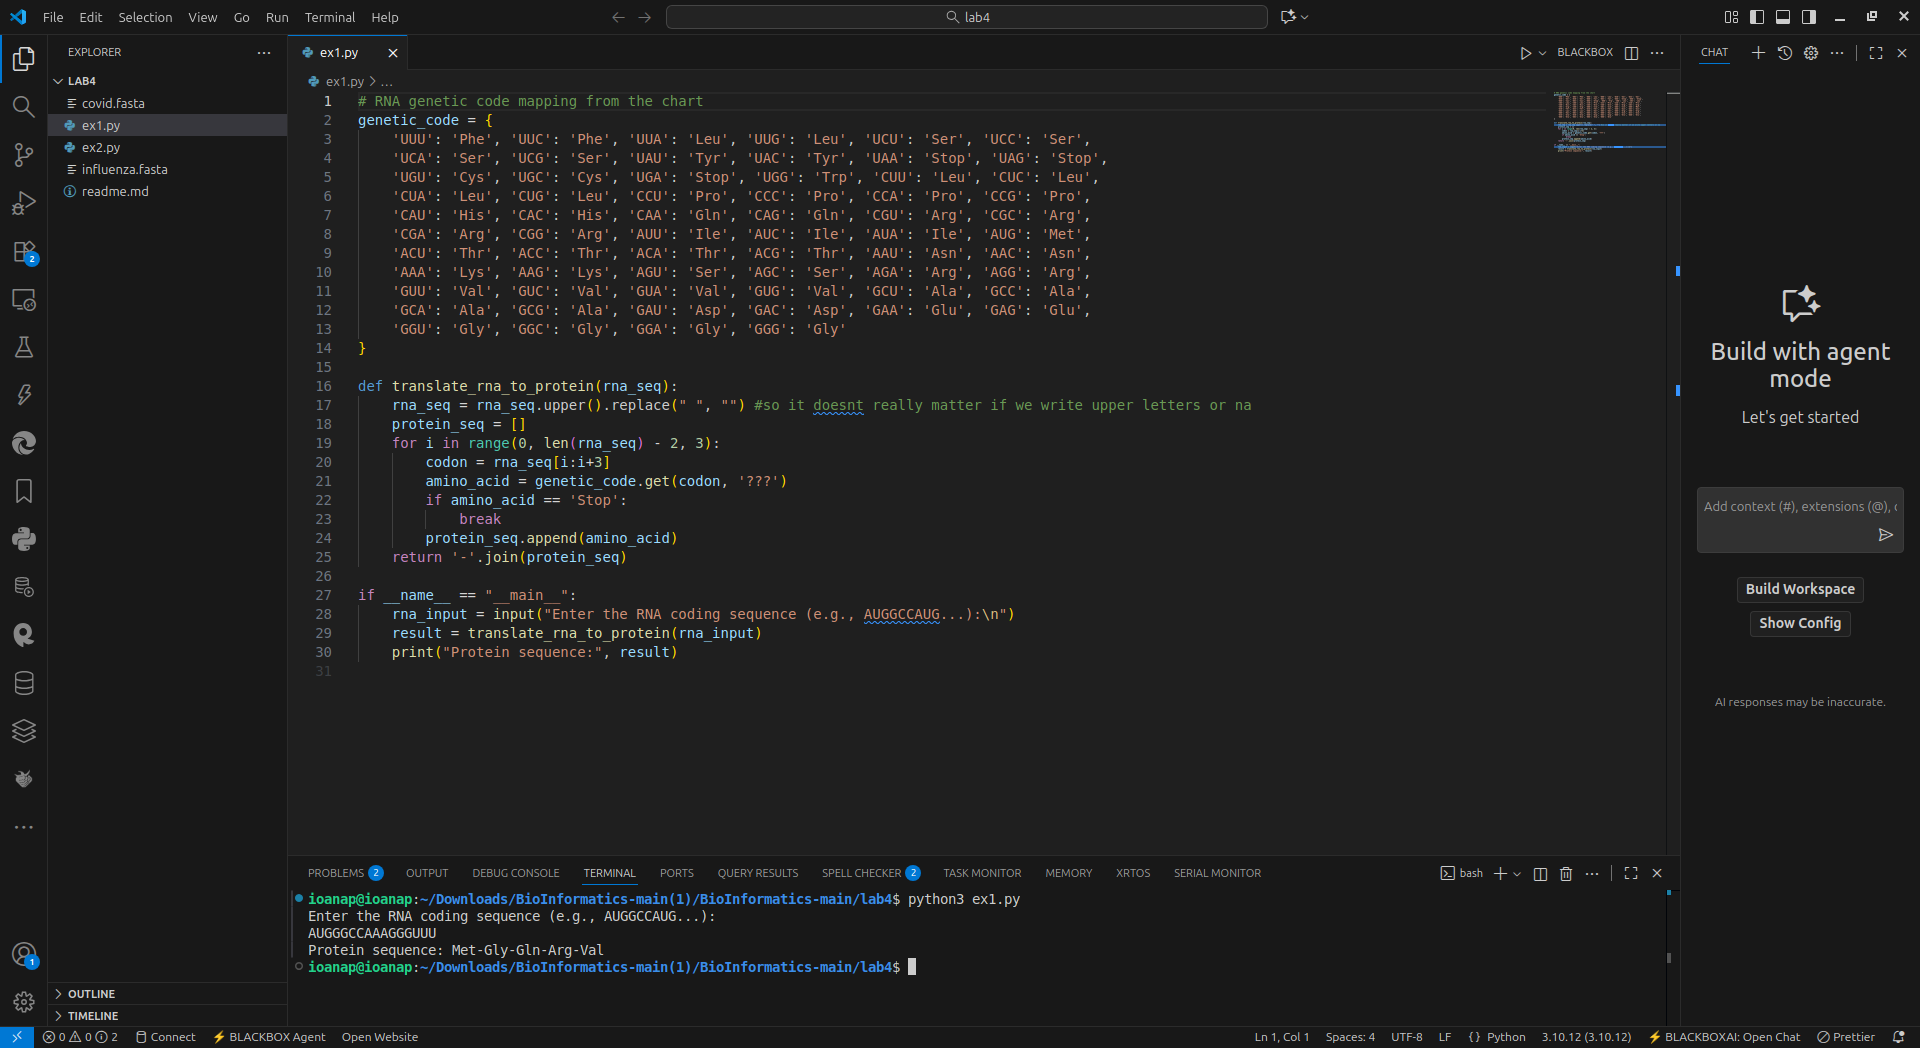 File Edit Selection View Go Run Terminal Help
lab4
EXPLORER
LAB4
covid.fasta
ex1.py
ex2.py
influenza.fasta
readme.md
OUTLINE
TIMELINE
2
1
ex1.py
BLACKBOX
ex1.py > ...
1 # RNA genetic code mapping from the chart
2 genetic_code = {
3 'UUU': 'Phe', 'UUC': 'Phe', 'UUA': 'Leu', 'UUG': 'Leu', 'UCU': 'Ser', 'UCC': 'Ser',
4 'UCA': 'Ser', 'UCG': 'Ser', 'UAU': 'Tyr', 'UAC': 'Tyr', 'UAA': 'Stop', 'UAG': 'Stop',
5 'UGU': 'Cys', 'UGC': 'Cys', 'UGA': 'Stop', 'UGG': 'Trp', 'CUU': 'Leu', 'CUC': 'Leu',
6 'CUA': 'Leu', 'CUG': 'Leu', 'CCU': 'Pro', 'CCC': 'Pro', 'CCA': 'Pro', 'CCG': 'Pro',
7 'CAU': 'His', 'CAC': 'His', 'CAA': 'Gln', 'CAG': 'Gln', 'CGU': 'Arg', 'CGC': 'Arg',
8 'CGA': 'Arg', 'CGG': 'Arg', 'AUU': 'Ile', 'AUC': 'Ile', 'AUA': 'Ile', 'AUG': 'Met',
9 'ACU': 'Thr', 'ACC': 'Thr', 'ACA': 'Thr', 'ACG': 'Thr', 'AAU': 'Asn', 'AAC': 'Asn',
10 'AAA': 'Lys', 'AAG': 'Lys', 'AGU': 'Ser', 'AGC': 'Ser', 'AGA': 'Arg', 'AGG': 'Arg',
11 'GUU': 'Val', 'GUC': 'Val', 'GUA': 'Val', 'GUG': 'Val', 'GCU': 'Ala', 'GCC': 'Ala',
12 'GCA': 'Ala', 'GCG': 'Ala', 'GAU': 'Asp', 'GAC': 'Asp', 'GAA': 'Glu', 'GAG': 'Glu',
13 'GGU': 'Gly', 'GGC': 'Gly', 'GGA': 'Gly', 'GGG': 'Gly'
14 }
15
16 def translate_rna_to_protein(rna_seq):
17 rna_seq = rna_seq.upper().replace(" ", "") #so it doesnt really matter if we write upper letters or na
18 protein_seq = []
19 for i in range(0, len(rna_seq) - 2, 3):
20 codon = rna_seq[i:i+3]
21 amino_acid = genetic_code.get(codon, '???')
22 if amino_acid == 'Stop':
23 break
24 protein_seq.append(amino_acid)
25 return '-'.join(protein_seq)
26
27 if __name__ == "__main__":
28 rna_input = input("Enter the RNA coding sequence (e.g., AUGGCCAUG...):\n")
29 result = translate_rna_to_protein(rna_input)
30 print("Protein sequence:", result)
31
PROBLEMS 2 OUTPUT DEBUG CONSOLE TERMINAL PORTS QUERY RESULTS SPELL CHECKER 2 TASK MONITOR MEMORY XRTOS SERIAL MONITOR
bash
ioanap@ioanap:~/Downloads/BioInformatics-main(1)/BioInformatics-main/lab4$ python3 ex1.py
Enter the RNA coding sequence (e.g., AUGGCCAUG...):
AUGGGCCAAAGGGUUU
Protein sequence: Met-Gly-Gln-Arg-Val
ioanap@ioanap:~/Downloads/BioInformatics-main(1)/BioInformatics-main/lab4$
CHAT
Build with agent
mode
Let's get started
Add context (#), extensions (@), c
Build Workspace
Show Config
AI responses may be inaccurate.
0 0 2 Connect BLACKBOX Agent Open Website
Ln 1, Col 1 Spaces: 4 UTF-8 LF {} Python 3.10.12 (3.10.12) BLACKBOXAI: Open Chat Prettier